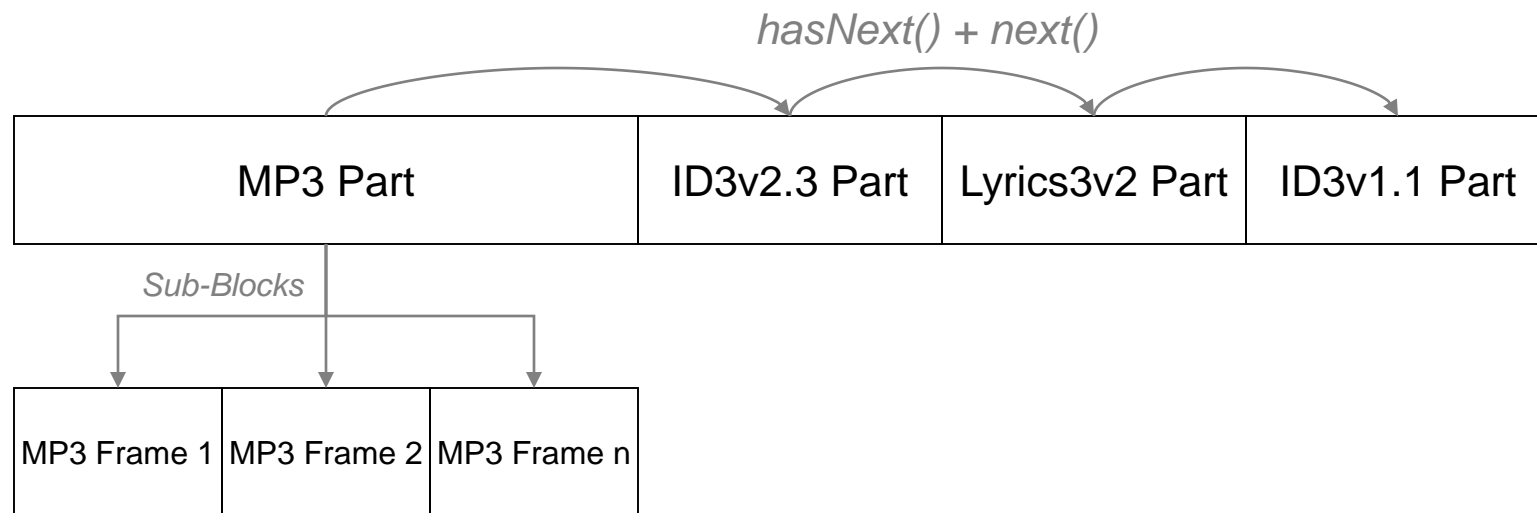 hasNext() + next()
MP3 Part
ID3v2.3 Part
Lyrics3v2 Part
ID3v1.1 Part
Sub-Blocks
MP3 Frame 1
MP3 Frame 2
MP3 Frame n